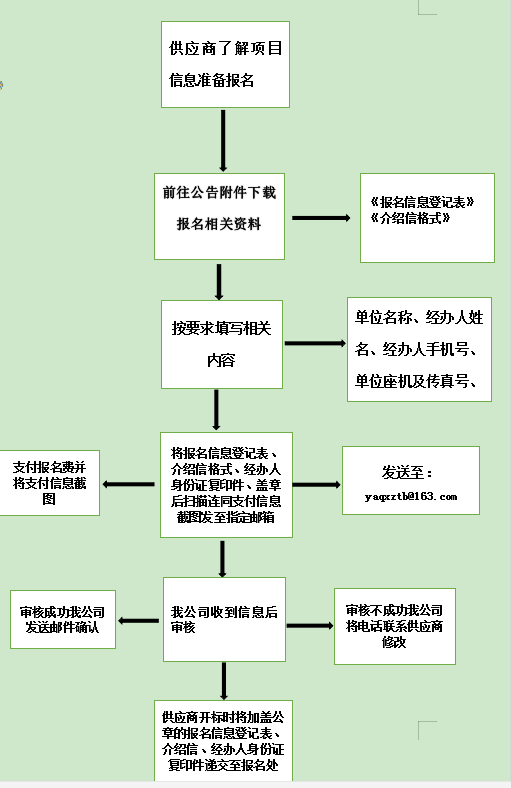 供应商了解项目
信息准备报名
前往公告附件下载
报名相关资料
《报名信息登记表》
《介绍信格式》
按要求填写相关
内容
单位名称、经办人姓
名、经办人手机号、
单位座机及传真号、
支付报名费并
将支付信息截
图
将报名信息登记表、
介绍信格式、经办人
身份证复印件、盖章
后扫描连同支付信息
截图发至指定邮箱
发送至：
yaqxztb@163.com
审核成功我公司
发送邮件确认
我公司收到信息后
审核
审核不成功我公司
将电话联系供应商
修改
供应商开标时将加盖公
章的报名信息登记表、
介绍信、经办人身份证
复印件递交至报名处